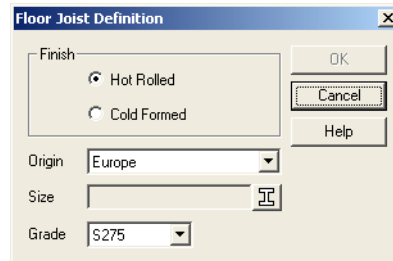 Floor Joist Definition
Finish
Hot Rolled
Cold Formed
OK
Cancel
Help
Origin Europe
Size
Grade S275